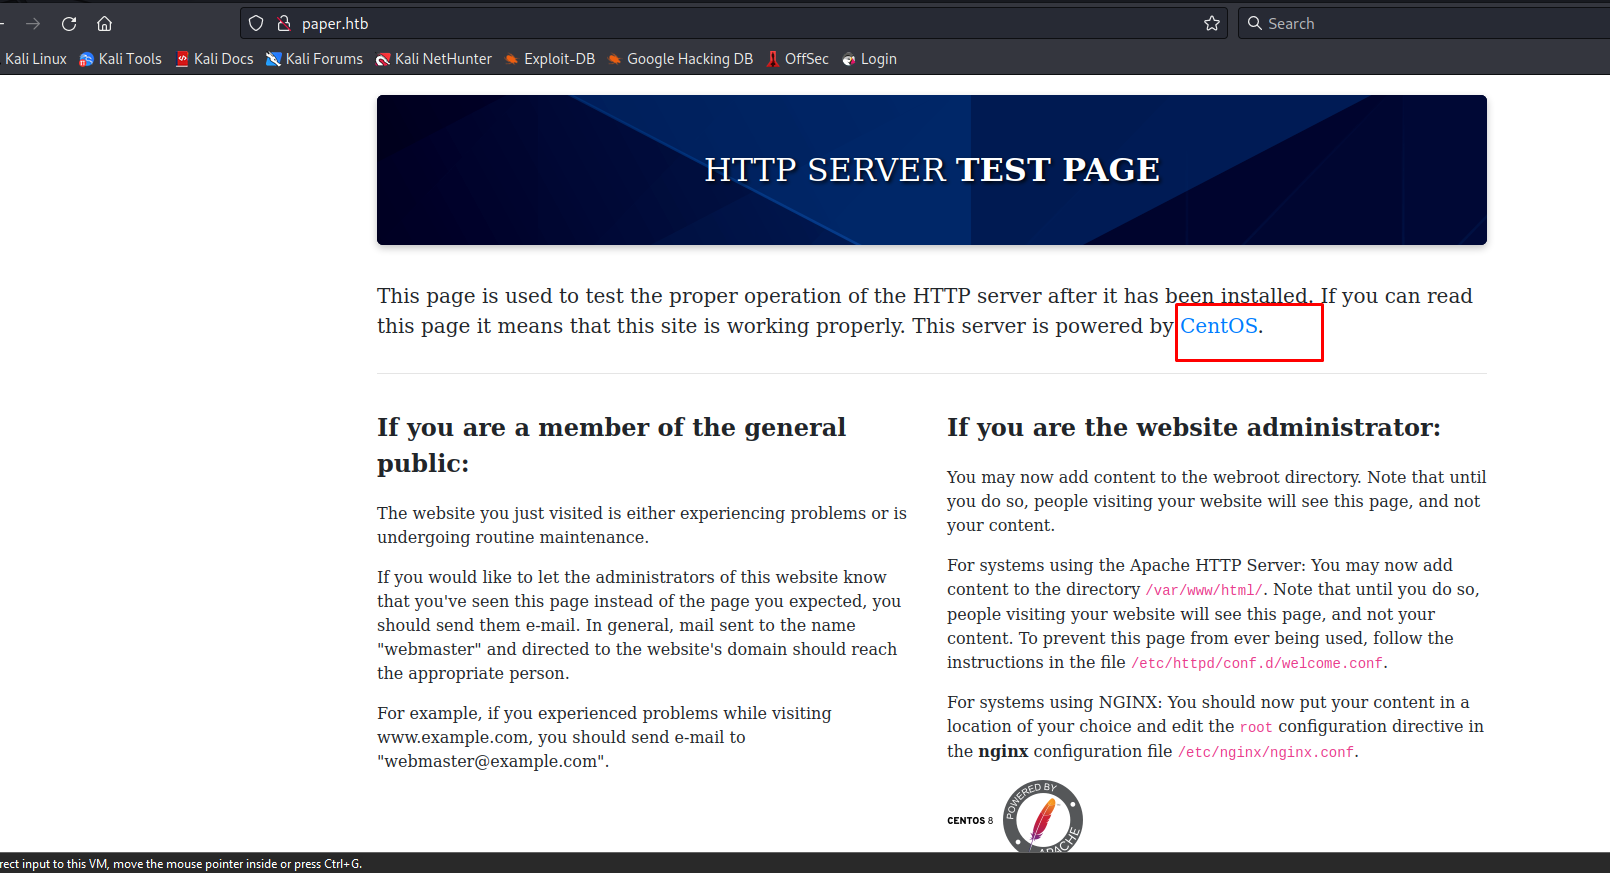 paper.htb
Search
Kali Linux Kali Tools Kali Docs Kali Forums Kali NetHunter Exploit-DB Google Hacking DB OffSec Login
HTTP SERVER TEST PAGE
This page is used to test the proper operation of the HTTP server after it has been installed. If you can read
this page it means that this site is working properly. This server is powered by CentOS.
If you are a member of the general
public:
The website you just visited is either experiencing problems or is
undergoing routine maintenance.
If you would like to let the administrators of this website know
that you've seen this page instead of the page you expected, you
should send them e-mail. In general, mail sent to the name
"webmaster" and directed to the website's domain should reach
the appropriate person.
For example, if you experienced problems while visiting
www.example.com, you should send e-mail to
"webmaster@example.com".
If you are the website administrator:
You may now add content to the webroot directory. Note that until
you do so, people visiting your website will see this page, and not
your content.
For systems using the Apache HTTP Server: You may now add
content to the directory /var/www/html/. Note that until you do so,
people visiting your website will see this page, and not your
content. To prevent this page from ever being used, follow the
instructions in the file /etc/httpd/conf.d/welcome.conf.
For systems using NGINX: You should now put your content in a
location of your choice and edit the root configuration directive in
the nginx configuration file /etc/nginx/nginx.conf.
CENTOS 8
POWERED BY
APACHE
rect input to this VM, move the mouse pointer inside or press Ctrl+G.